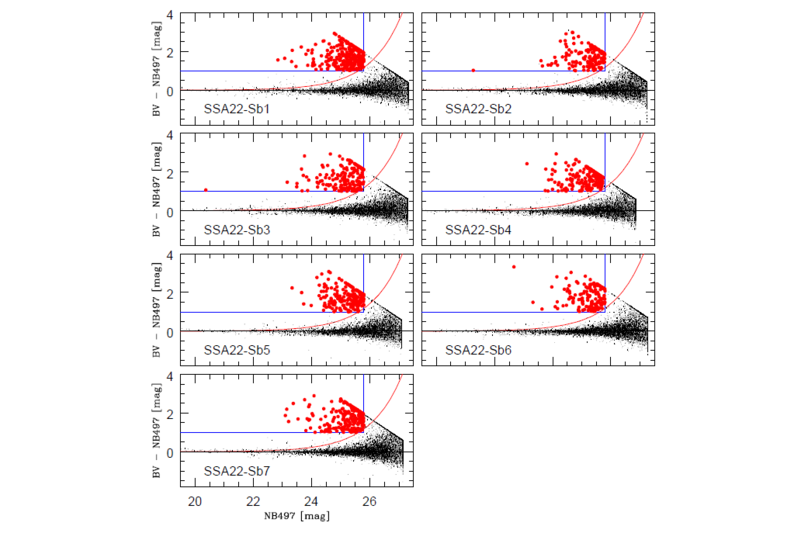 4
BV - NB497 [mag]
2
0
SSA22-Sb1
SSA22-Sb2
4
BV - NB497 [mag]
2
0
SSA22-Sb3
SSA22-Sb4
4
BV - NB497 [mag]
2
0
SSA22-Sb5
SSA22-Sb6
4
BV - NB497 [mag]
2
0
SSA22-Sb7
20 22 24 26
NB497 [mag]